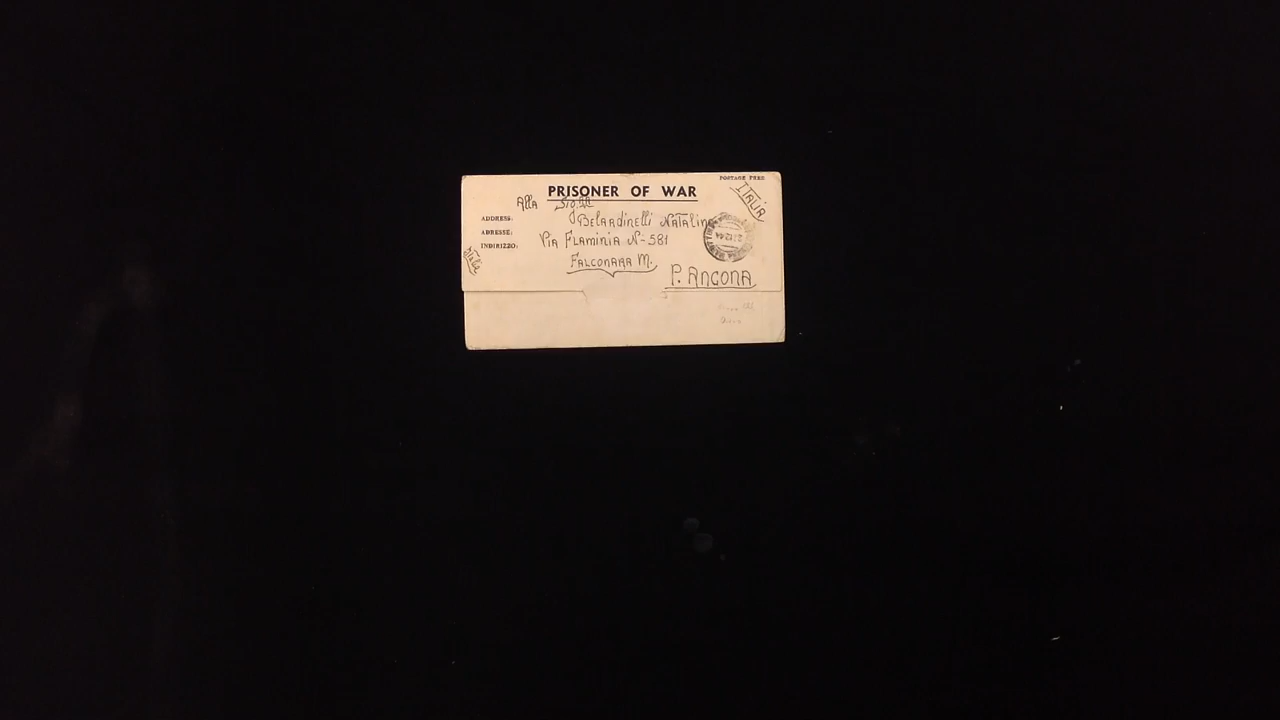 POSTAGE FREE
PRISONER OF WAR
ITALIA
Alla
ADDRESS:
ADRESSE:
INDIRIZZO:
Belardinelli Natalina
Via Flaminia N-581
Falconara M.
P. Ancona
Italia